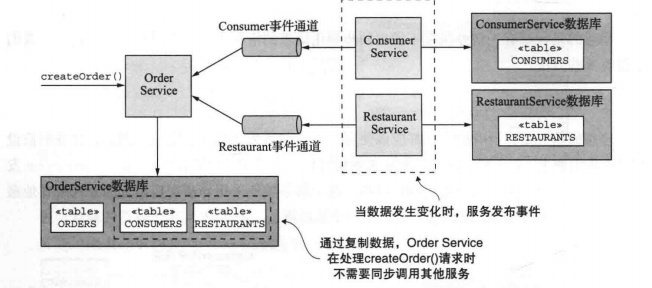 Consumer事件通道
Consumer
Service
ConsumerService数据库
«table»
CONSUMERS
createOrder()
Order
Service
Restaurant
Service
RestaurantService数据库
«table»
RESTAURANTS
Restaurant事件通道
OrderService数据库
«table»
ORDERS
«table»
CONSUMERS
«table»
RESTAURANTS
当数据发生变化时，服务发布事件
通过复制数据，Order Service
在处理createOrder()请求时
不需要同步调用其他服务